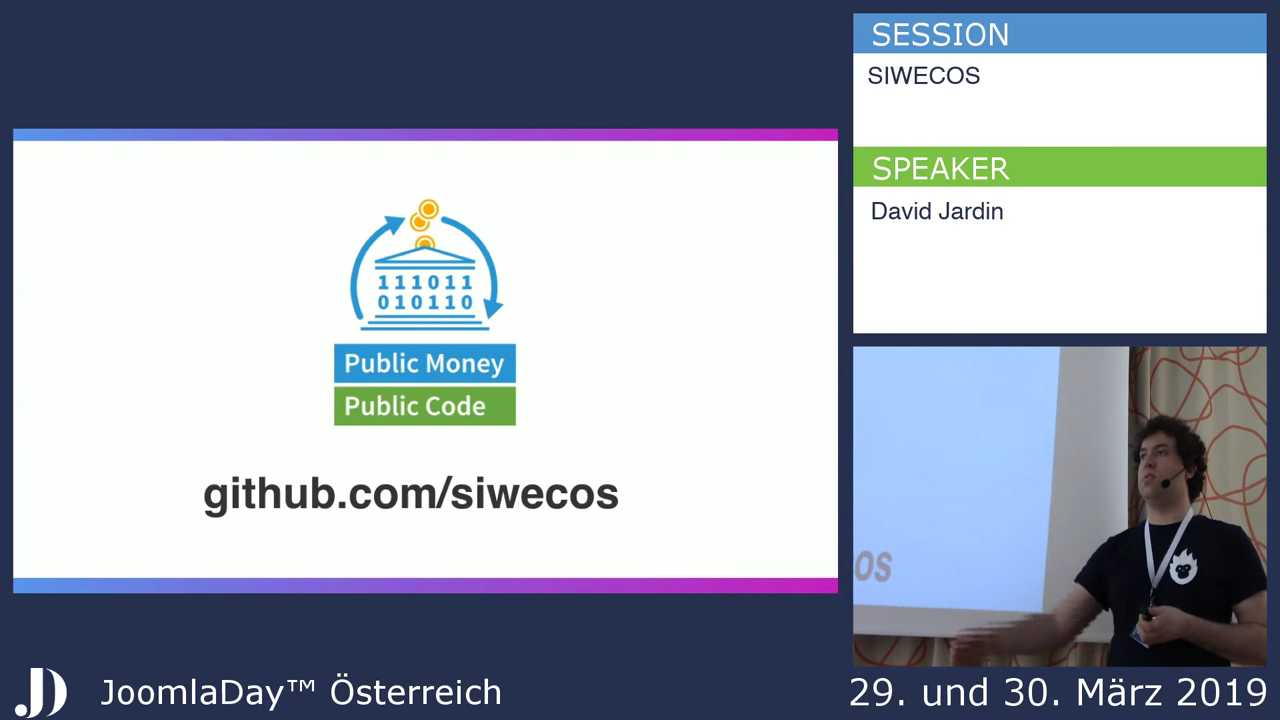 SESSION
SIWECOS
SPEAKER
David Jardin
111011
010110
Public Money
Public Code
github.com/siwecos
OS
JD
JoomlaDay™ Österreich
29. und 30. März 2019